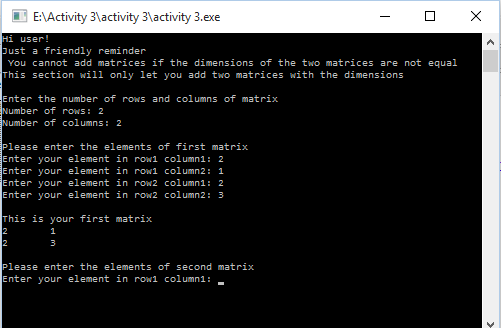 E:\Activity 3\activity 3\activity 3.exe
Hi user!
Just a friendly reminder
You cannot add matrices if the dimensions of the two matrices are not equal
This section will only let you add two matrices with the dimensions
Enter the number of rows and columns of matrix
Number of rows: 2
Number of columns: 2
Please enter the elements of first matrix
Enter your element in row1 column1: 2
Enter your element in row1 column2: 1
Enter your element in row2 column1: 2
Enter your element in row2 column2: 3
This is your first matrix
2 1
2 3
Please enter the elements of second matrix
Enter your element in row1 column1: